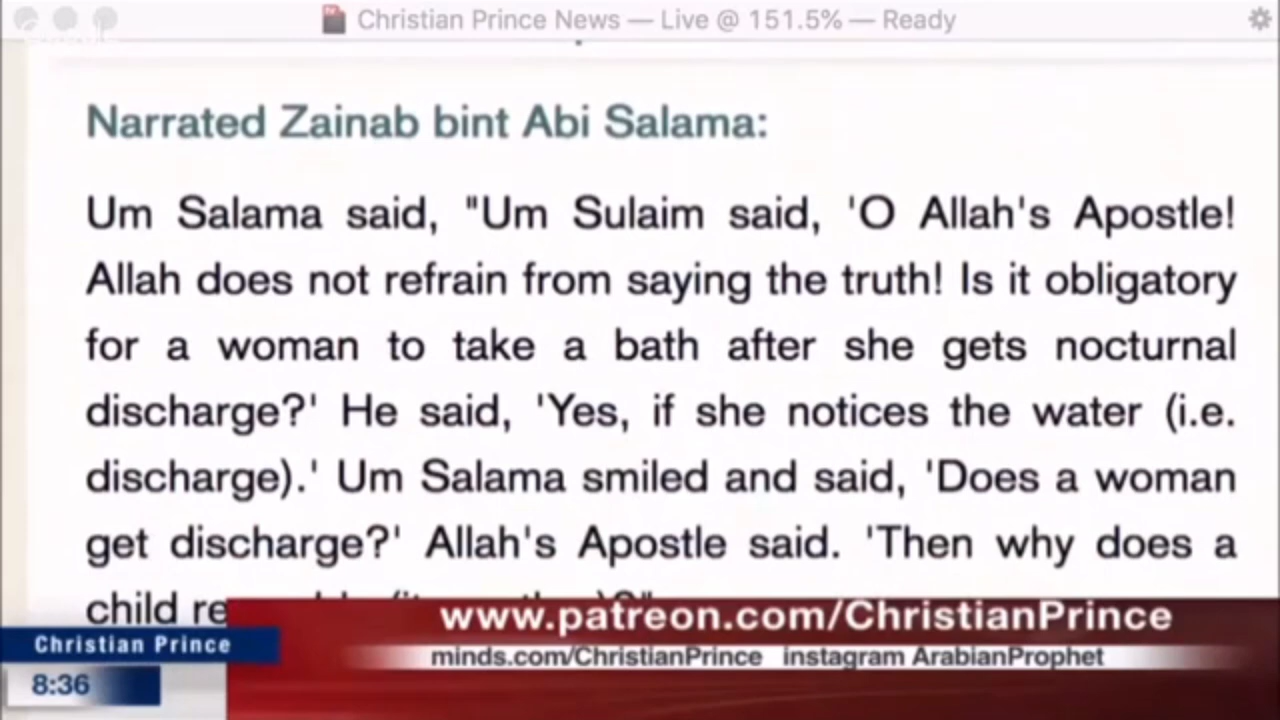 Christian Prince News — Live @ 151.5% — Ready
Narrated Zainab bint Abi Salama:
Um Salama said, "Um Sulaim said, 'O Allah's Apostle!
Allah does not refrain from saying the truth! Is it obligatory
for a woman to take a bath after she gets nocturnal
discharge?' He said, 'Yes, if she notices the water (i.e.
discharge).' Um Salama smiled and said, 'Does a woman
get discharge?' Allah's Apostle said. 'Then why does a
child
www.patreon.com/ChristianPrince
Christian Prince
minds.com/ChristianPrince instagram ArabianProphet
8:36